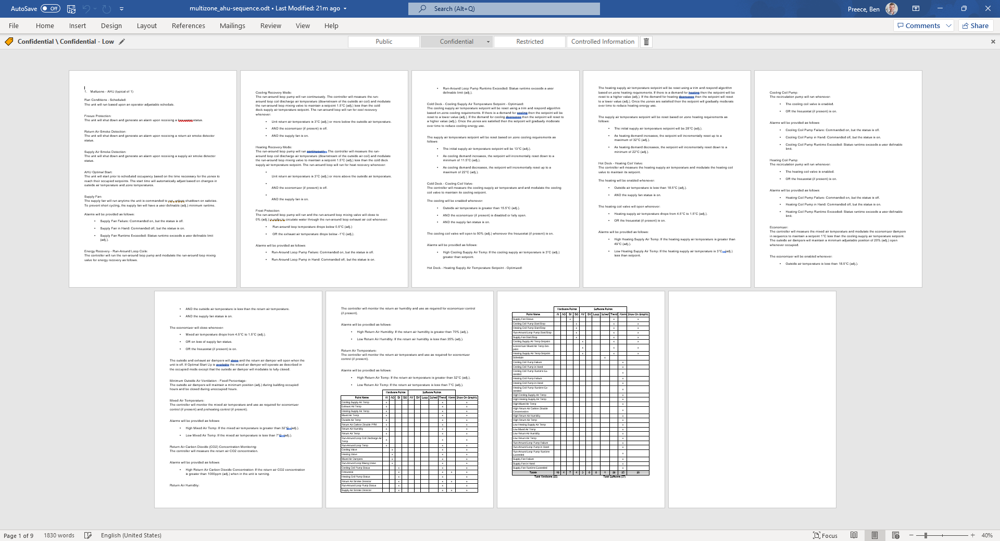 AutoSave Off multizone_ahu-sequence.odt • Last Modified: 21m ago Search (Alt+Q) Preece, Ben
File Home Insert Design Layout References Mailings Review View Help Comments Share
Confidential \ Confidential - Low Public Confidential Restricted Controlled Information
1. Multizone - AHU (typical of 1)
Run Conditions - Scheduled:
The unit will run based upon an operator adjustable schedule.
Freeze Protection:
The unit will shut down and generate an alarm upon receiving a freezestat status.
Return Air Smoke Detection:
The unit will shut down and generate an alarm upon receiving a return air smoke detector
status.
Supply Air Smoke Detection:
The unit will shut down and generate an alarm upon receiving a supply air smoke detector
status.
AHU Optimal Start:
The unit will start prior to scheduled occupancy based on the time necessary for the zones to
reach their occupied setpoints. The start time will automatically adjust based on changes in
outside air temperature and zone temperatures.
Supply Fan:
The supply fan will run anytime the unit is commanded to run, unless shutdown on safeties.
To prevent short cycling, the supply fan will have a user definable (adj.) minimum runtime.
Alarms will be provided as follows:
• Supply Fan Failure: Commanded on, but the status is off.
• Supply Fan in Hand: Commanded off, but the status is on.
• Supply Fan Runtime Exceeded: Status runtime exceeds a user definable limit
(adj.).
Energy Recovery - Run-Around Loop Coils:
The controller will run the run-around loop pump and modulate the run-around loop mixing
valve for energy recovery as follows.
Cooling Recovery Mode:
The run-around loop pump will run continuously. The controller will measure the run-
around loop coil discharge air temperature (downstream of the outside air coil) and modulate
the run-around loop mixing valve to maintain a setpoint 1.5°C (adj.) less than the cold
deck supply air temperature setpoint. The run-around loop will run for cool recovery
whenever:
• Unit return air temperature is 3°C (adj.) or more below the outside air temperature.
• AND the economizer (if present) is off.
• AND the supply fan is on.
Heating Recovery Mode:
The run-around loop pump will run continuously. The controller will measure the run-
around loop coil discharge air temperature (downstream of the outside air coil) and modulate
the run-around loop mixing valve to maintain a setpoint 1.5°C (adj.) less than the cold deck
supply air temperature setpoint. The run-around loop will run for heat recovery whenever:
•
Unit return air temperature is 3°C (adj.) or more above the outside air temperature.
•
AND the economizer (if present) is off.
•
AND the supply fan is on.
Frost Protection:
The run-around loop pump will run and the run-around loop mixing valve will close to
0% (adj.) in order to circulate water through the run-around loop exhaust air coil whenever:
• Run-around loop temperature drops below 0.5°C (adj.)
• OR the exhaust air temperature drops below -1°C (adj.).
Alarms will be provided as follows:
• Run-Around Loop Pump Failure: Commanded on, but the status is off.
• Run-Around Loop Pump in Hand: Commanded off, but the status is on.
• Run-Around Loop Pump Runtime Exceeded: Status runtime exceeds a user
definable limit (adj.).
Cold Deck - Cooling Supply Air Temperature Setpoint - Optimized:
The cooling supply air temperature setpoint will be reset using a trim and respond algorithm
based on zone cooling requirements. If there is a demand for cooling then the setpoint will be
reset to a lower value (adj.). If the demand for cooling decreases then the setpoint will reset to
a higher value (adj.). Once the zones are satisfied then the setpoint will gradually moderate
over time to reduce cooling energy use.
The supply air temperature setpoint will be reset based on zone cooling requirements as
follows:
• The initial supply air temperature setpoint will be 13°C (adj.).
• As cooling demand increases, the setpoint will incrementally reset down to a
minimum of 11.5°C (adj.).
• As cooling demand decreases, the setpoint will incrementally reset up to a
maximum of 22°C (adj.).
Cold Deck - Cooling Coil Valve:
The controller will measure the cooling supply air temperature and and modulate the cooling
coil valve to maintain its cooling setpoint.
The cooling will be enabled whenever:
• Outside air temperature is greater than 15.5°C (adj.).
• AND the economizer (if present) is disabled or fully open.
• AND the supply fan status is on.
The cooling coil valve will open to 50% (adj.) whenever the freezestat (if present) is on.
Alarms will be provided as follows:
• High Cooling Supply Air Temp: If the cooling supply air temperature is 3°C (adj.)
greater than setpoint.
Hot Deck - Heating Supply Air Temperature Setpoint - Optimized:
The heating supply air temperature setpoint will be reset using a trim and respond algorithm
based on zone heating requirements. If there is a demand for heating then the setpoint will be
reset to a higher value (adj.). If the demand for heating decreases then the setpoint will reset
to a lower value (adj.). Once the zones are satisfied then the setpoint will gradually moderate
over time to reduce heating energy use.
The supply air temperature setpoint will be reset based on zone heating requirements as
follows:
• The initial supply air temperature setpoint will be 28°C (adj.).
• As heating demand increases, the setpoint will incrementally reset up to a
maximum of 32°C (adj.).
• As heating demand decreases, the setpoint will incrementally reset down to a
minimum of 22°C (adj.).
Hot Deck - Heating Coil Valve:
The controller will measure the heating supply air temperature and modulate the heating coil
valve to maintain its setpoint.
The heating will be enabled whenever:
• Outside air temperature is less than 18.5°C (adj.).
• AND the supply fan status is on.
The heating coil valve will open whenever:
• Heating supply air temperature drops from 4.5°C to 1.5°C (adj.).
• OR the freezestat (if present) is on.
Alarms will be provided as follows:
• High Heating Supply Air Temp: If the heating supply air temperature is greater than
49°C (adj.).
• Low Heating Supply Air Temp: If the heating supply air temperature is 3°C (adj.)
less than setpoint.
Cooling Coil Pump:
The recirculation pump will run whenever:
• The cooling coil valve is enabled.
• OR the freezestat (if present) is on.
Alarms will be provided as follows:
• Cooling Coil Pump Failure: Commanded on, but the status is off.
• Cooling Coil Pump in Hand: Commanded off, but the status is on.
• Cooling Coil Pump Runtime Exceeded: Status runtime exceeds a user definable
limit.
Heating Coil Pump:
The recirculation pump will run whenever:
• The heating coil valve is enabled.
• OR the freezestat (if present) is on.
Alarms will be provided as follows:
• Heating Coil Pump Failure: Commanded on, but the status is off.
• Heating Coil Pump in Hand: Commanded off, but the status is on.
• Heating Coil Pump Runtime Exceeded: Status runtime exceeds a user definable
limit.
Economizer:
The controller will measure the mixed air temperature and modulate the economizer dampers
in sequence to maintain a setpoint 1°C less than the cooling supply air temperature setpoint.
The outside air dampers will maintain a minimum adjustable position of 20% (adj.) open
whenever occupied.
The economizer will be enabled whenever:
• Outside air temperature is less than 18.5°C (adj.).
• AND the outside air temperature is less than the return air temperature.
• AND the supply fan status is on.
The economizer will close whenever:
• Mixed air temperature drops from 4.5°C to 1.5°C (adj.).
• OR on loss of supply fan status.
• OR the freezestat (if present) is on.
The outside and exhaust air dampers will close and the return air damper will open when the
unit is off. If Optimal Start Up is available the mixed air damper will operate as described in
the occupied mode except that the outside air damper will modulate to fully closed.
Minimum Outside Air Ventilation - Fixed Percentage:
The outside air dampers will maintain a minimum position (adj.) during building occupied
hours and be closed during unoccupied hours.
Mixed Air Temperature:
The controller will monitor the mixed air temperature and use as required for economizer
control (if present) and preheating control (if present).
Alarms will be provided as follows:
• High Mixed Air Temp: If the mixed air temperature is greater than 32°C (adj.).
• Low Mixed Air Temp: If the mixed air temperature is less than 7°C (adj.).
Return Air Carbon Dioxide (CO2) Concentration Monitoring:
The controller will measure the return air CO2 concentration.
Alarms will be provided as follows:
• High Return Air Carbon Dioxide Concentration: If the return air CO2 concentration
is greater than 1000ppm (adj.) when in the unit is running.
Return Air Humidity:
The controller will monitor the return air humidity and use as required for economizer control
(if present).
Alarms will be provided as follows:
• High Return Air Humidity: If the return air humidity is greater than 70% (adj.).
• Low Return Air Humidity: If the return air humidity is less than 35% (adj.).
Return Air Temperature:
The controller will monitor the return air temperature and use as required for economizer
control (if present).
Alarms will be provided as follows:
• High Return Air Temp: If the return air temperature is greater than 32°C (adj.).
• Low Return Air Temp: If the return air temperature is less than 7°C (adj.).
Hardware Points Software Points
Point Name AI AO BI BO AV BV Loop Sched Trend Alarm Show On Graphic
Cooling Supply Air Temp x x x
Exhaust Air Temp x x x
Heating Supply Air Temp x x x
Mixed Air Temp x x x
Outside Air Temp x x x
Return Air Carbon Dioxide PPM x x x
Return Air Humidity x x x
Return Air Temp x x x
Run-Around Loop Coil Discharge Air
Temp x x x
Run-Around Loop Temp x x x
Cooling Valve x x x
Heating Valve x x x
Mixed Air Dampers x x x
Run-Around Loop Mixing Valve x x x
Cooling Coil Pump Status x x x
Freezestat x x x x
Heating Coil Pump Status x x x
Return Air Smoke Detector x x x x
Run-Around Loop Pump Status x x x
Supply Air Smoke Detector x x x x
Hardware Points Software Points
Point Name AI AO BI BO AV BV Loop Sched Trend Alarm Show On Graphic
Supply Fan Status x x x
Cooling Coil Pump Start/Stop x x x
Heating Coil Pump Start/Stop x x x
Run-Around Loop Pump Start/Stop x x x
Supply Fan Start/Stop x x x
Cooling Supply Air Temp Setpoint x x x
Economizer Mixed Air Temp Set-
point x x x
Heating Supply Air Temp Setpoint x x x
Schedule x
Cooling Coil Pump Failure x
Cooling Coil Pump in Hand x
Cooling Coil Pump Runtime Ex-
ceeded x
Heating Coil Pump Failure x
Heating Coil Pump in Hand x
Heating Coil Pump Runtime Ex-
ceeded x
High Cooling Supply Air Temp x
High Heating Supply Air Temp x
High Mixed Air Temp x
High Return Air Carbon Dioxide
Concentration x
High Return Air Humidity x
High Return Air Temp x
Low Heating Supply Air Temp x
Low Mixed Air Temp x
Low Return Air Humidity x
Low Return Air Temp x
Run-Around Loop Pump Failure x
Run-Around Loop Pump in Hand x
Run-Around Loop Pump Runtime
Exceeded x
Supply Fan Failure x
Supply Fan in Hand x
Supply Fan Runtime Exceeded x
Totals 10 4 7 4 3 0 0 1 28 25 28
Total Hardware (25) Total Software (57)
Page 1 of 9 1830 words English (United States) Focus 40%